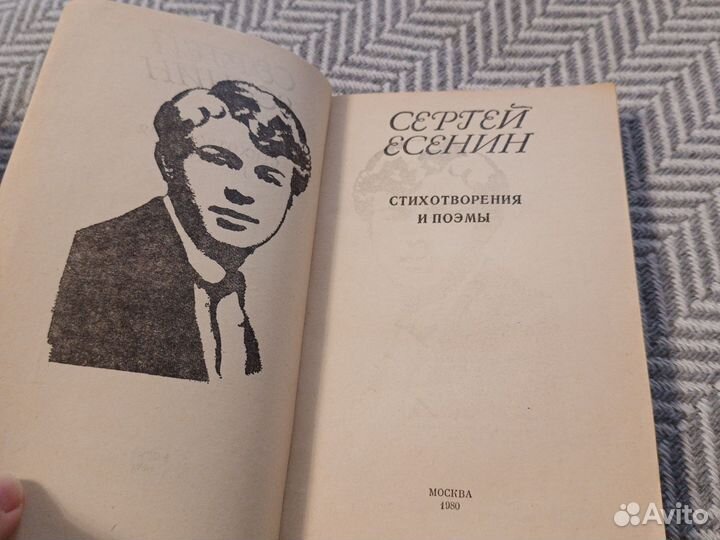 СЕРГЕЙ
ЕСЕНИН
СТИХОТВОРЕНИЯ
И ПОЭМЫ
МОСКВА
1980
Avito